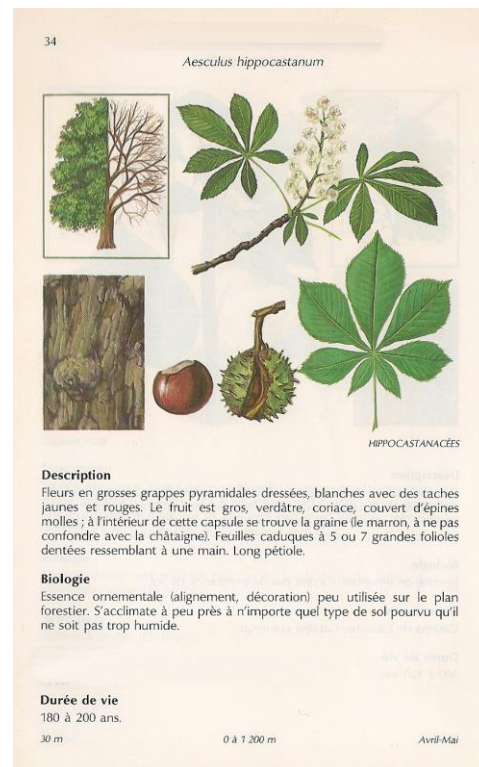 34
Aesculus hippocastanum
HIPPOCASTANACÉES
Description
Fleurs en grosses grappes pyramidales dressées, blanches avec des taches
jaunes et rouges. Le fruit est gros, verdâtre, coriace, couvert d'épines
molles ; à l'intérieur de cette capsule se trouve la graine (le marron, à ne pas
confondre avec la châtaigne). Feuilles caduques à 5 ou 7 grandes folioles
dentées ressemblant à une main. Long pétiole.
Biologie
Essence ornementale (alignement, décoration) peu utilisée sur le plan
forestier. S'acclimate à peu près à n'importe quel type de sol pourvu qu'il
ne soit pas trop humide.
Durée de vie
180 à 200 ans.
30 m 0 à 1 200 m Avril-Mai